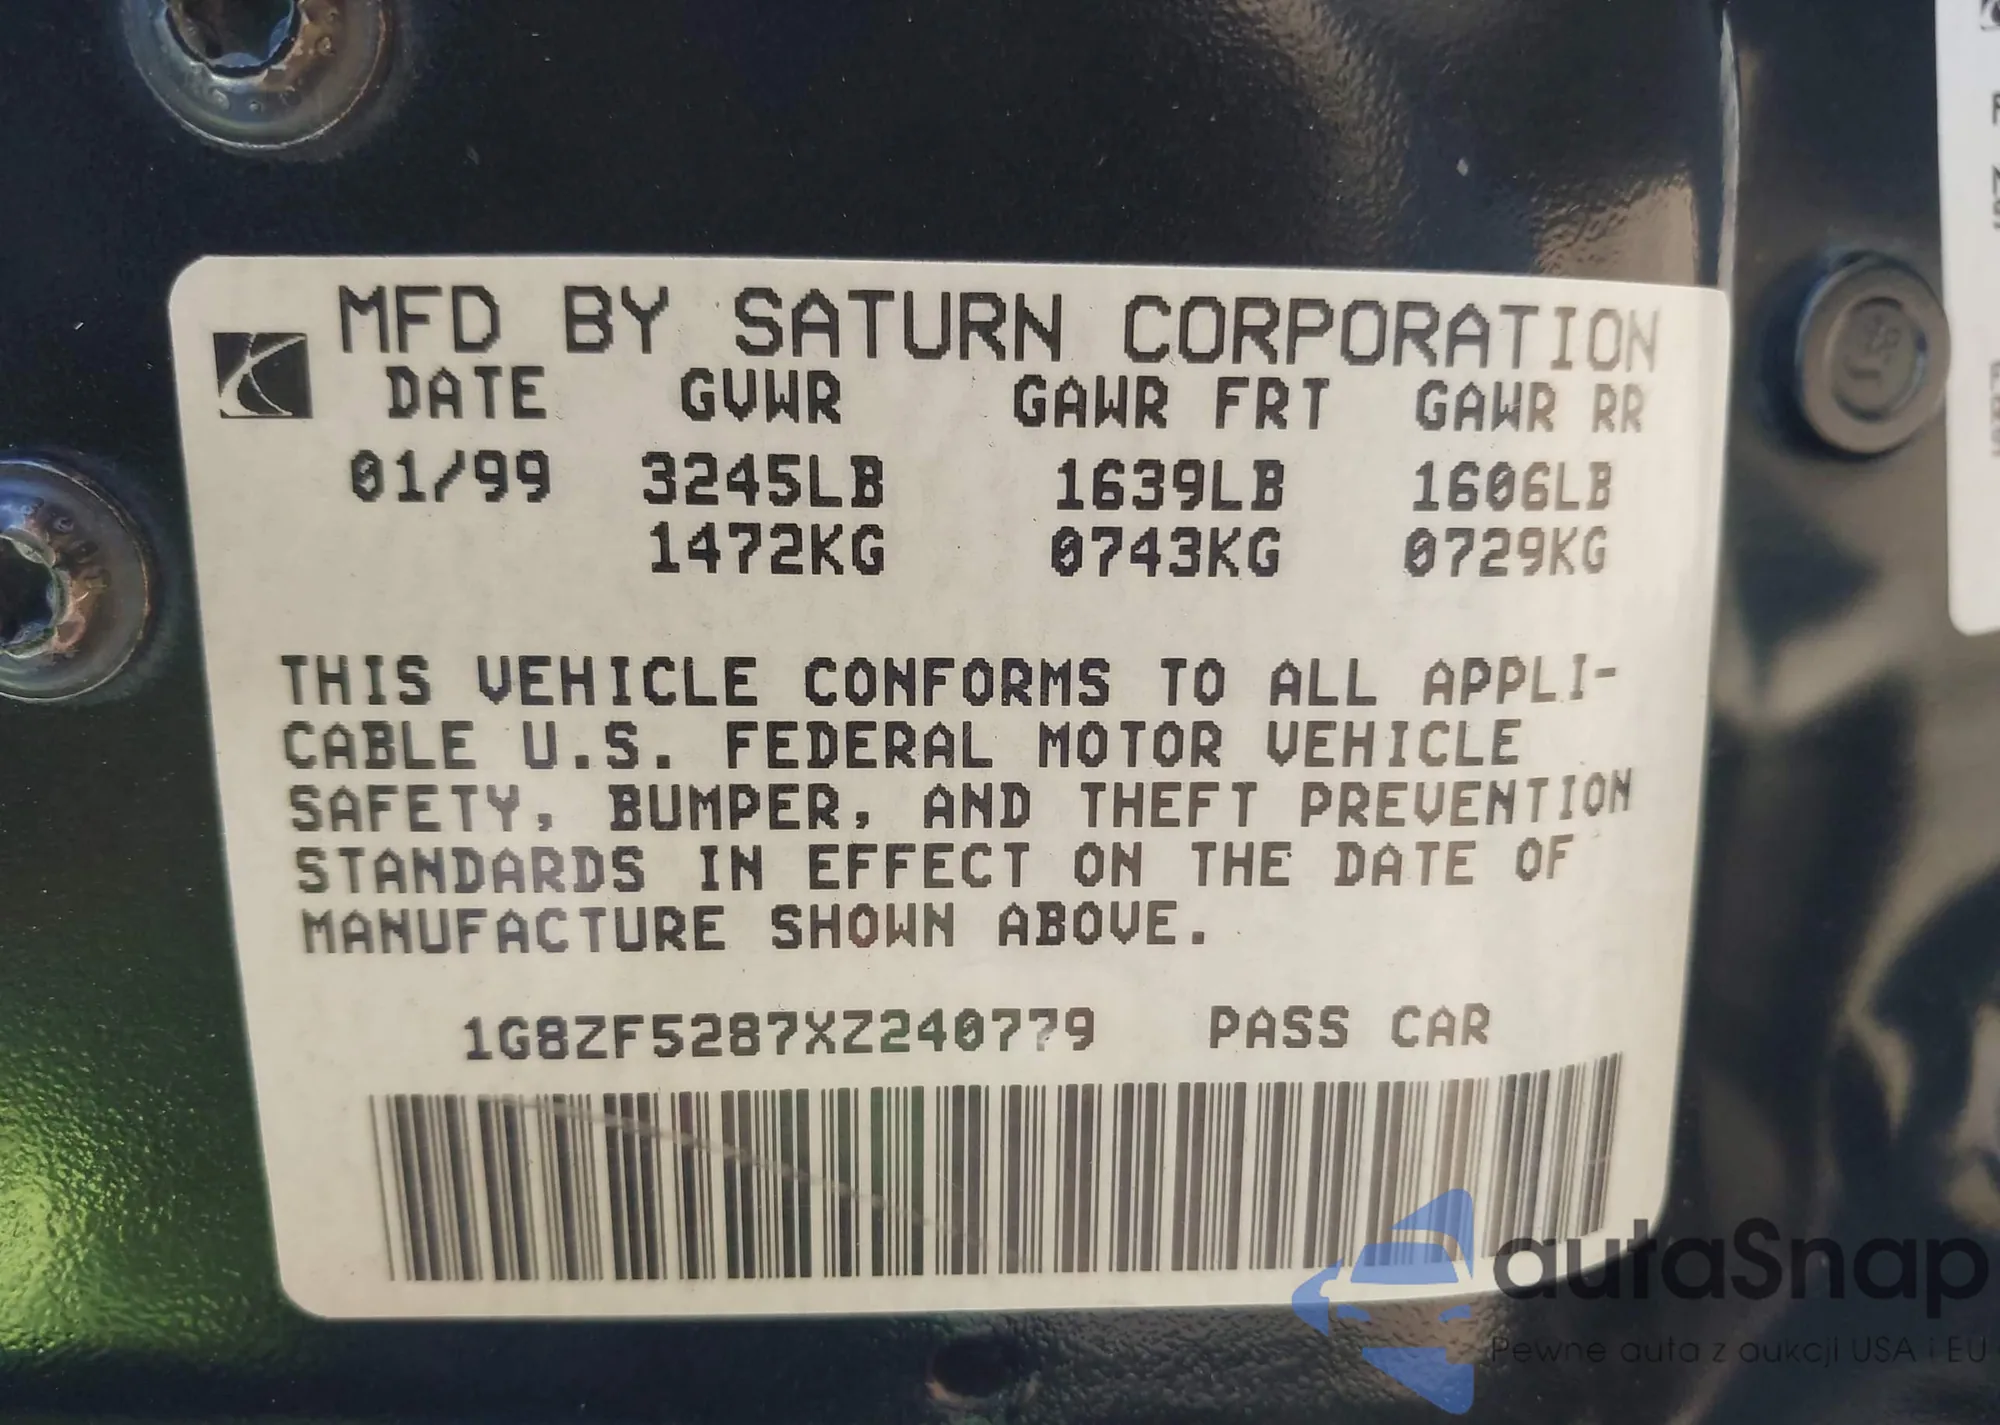 MFD BY SATURN CORPORATION
DATE GVWR GAWR FRT GAWR RR
01/99 3245LB 1639LB 1606LB
1472KG 0743KG 0729KG
THIS VEHICLE CONFORMS TO ALL APPLI-
CABLE U.S. FEDERAL MOTOR VEHICLE
SAFETY, BUMPER, AND THEFT PREVENTION
STANDARDS IN EFFECT ON THE DATE OF
MANUFACTURE SHOWN ABOVE.
1G8ZF5287XZ240779 PASS CAR
autaSnap
Pewne auta z aukcji USA i EU